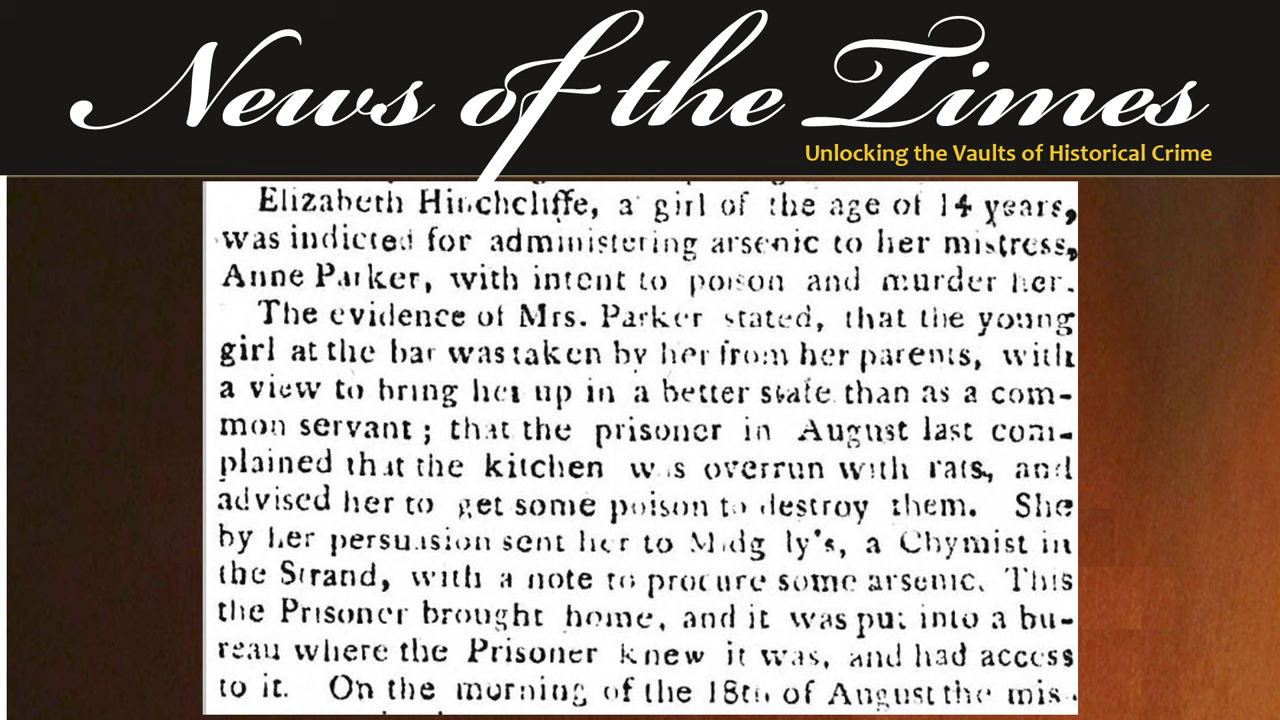 News of the Times
Unlocking the Vaults of Historical Crime
Elizabeth Hinchcliffe, a girl of the age of 14 years,
was indicted for administering arsenic to her mistress,
Anne Parker, with intent to poison and murder her.
The evidence of Mrs. Parker stated, that the young
girl at the bar was taken by her from her parents, with
a view to bring her up in a better state than as a com-
mon servant ; that the prisoner in August last com-
plained that the kitchen was overrun with rats, and
advised her to get some poison to destroy them. She
by her persuasion sent her to Midgly's, a Chymist in
the Strand, with a note to procure some arsenic. This
the Prisoner brought home, and it was put into a bu-
reau where the Prisoner knew it was, and had access
to it. On the morning of the 18th of August the mis-